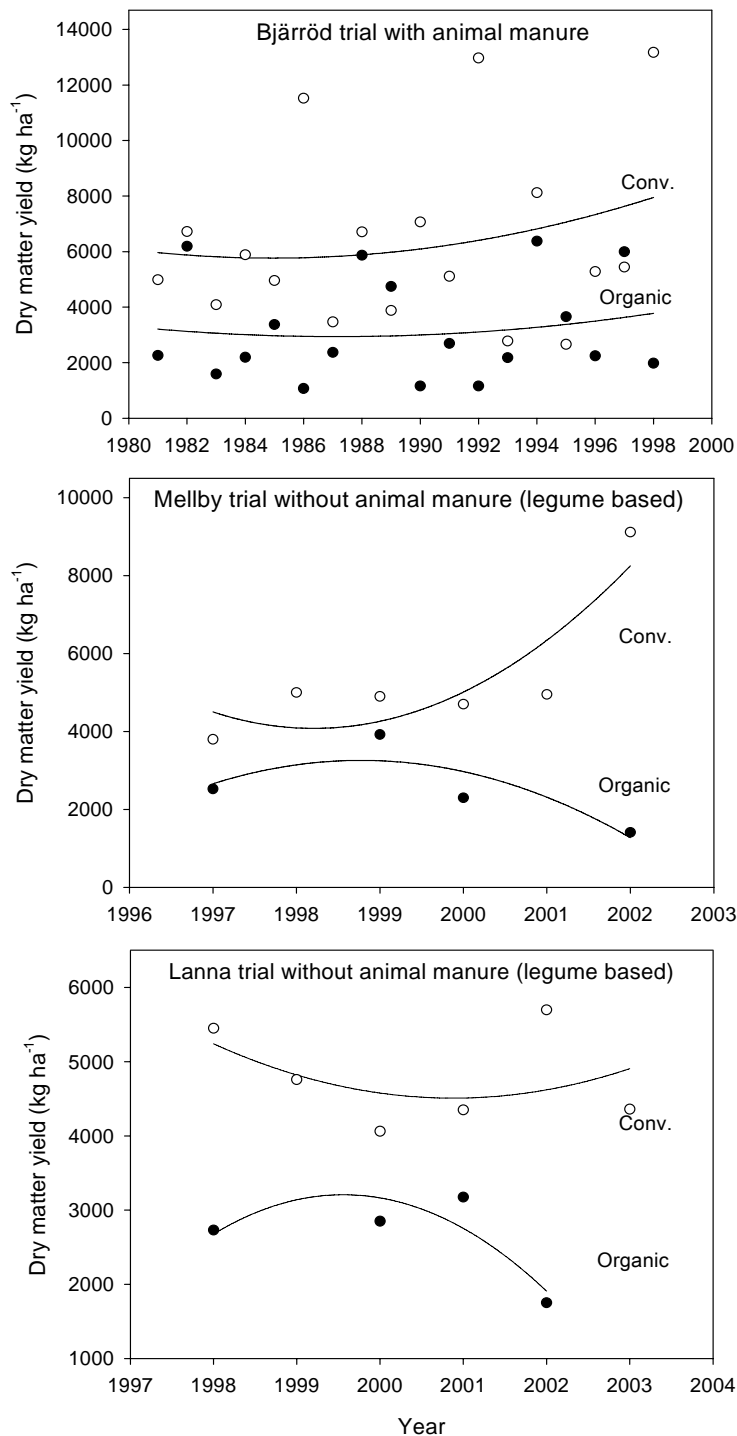 Bjärröd trial with animal manure
Dry matter yield (kg ha-1)
14000
12000
10000
8000
6000
4000
2000
0
Conv.
Organic
1980 1982 1984 1986 1988 1990 1992 1994 1996 1998 2000
Mellby trial without animal manure (legume based)
Dry matter yield (kg ha-1)
10000
8000
6000
4000
2000
0
Conv.
Organic
1996 1997 1998 1999 2000 2001 2002 2003
Lanna trial without animal manure (legume based)
Dry matter yield (kg ha-1)
6000
5000
4000
3000
2000
1000
Conv.
Organic
1997 1998 1999 2000 2001 2002 2003 2004
Year